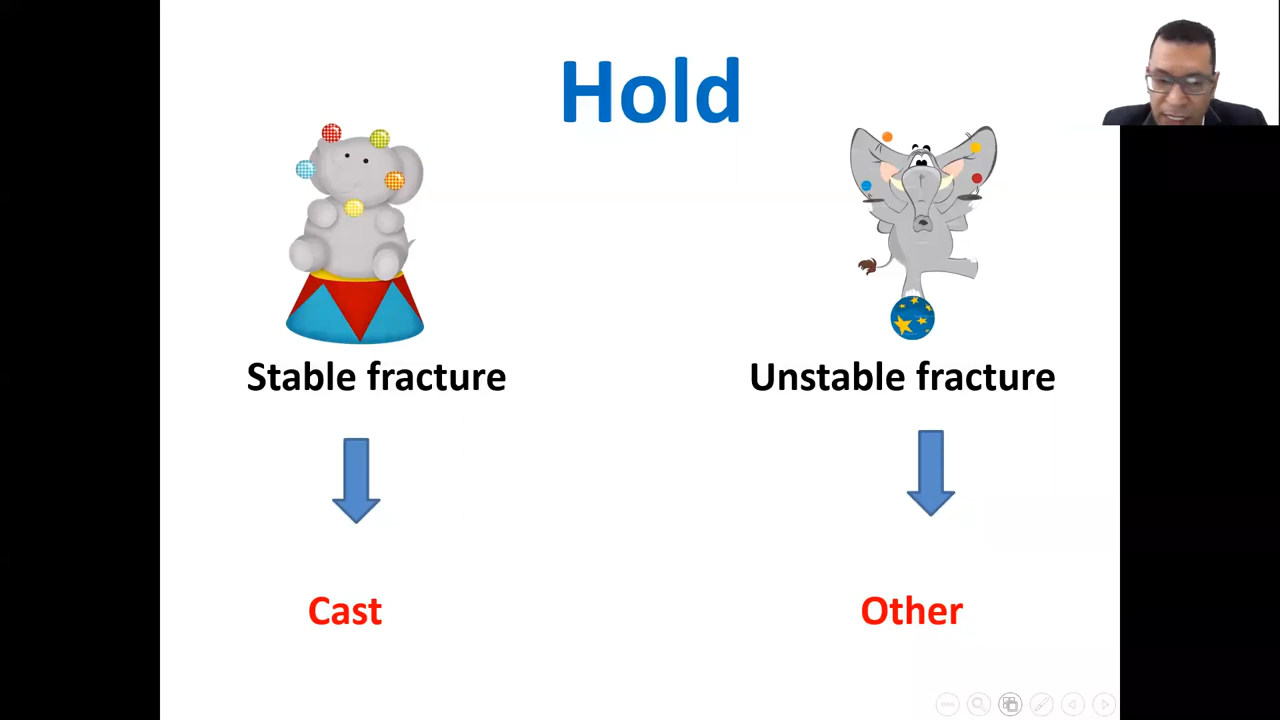 Hold
Stable fracture
Unstable fracture
Cast
Other